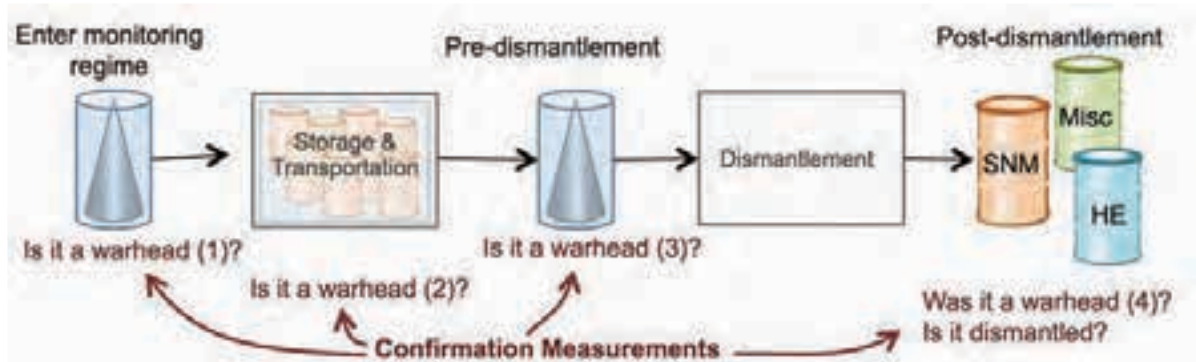 Enter monitoring
regime
Pre-dismantlement
Post-dismantlement
Storage &
Transportation
Dismantlement
Misc
SNM
HE
Is it a warhead (1)?
Is it a warhead (2)?
Is it a warhead (3)?
Was it a warhead (4)?
Is it dismantled?
Confirmation Measurements